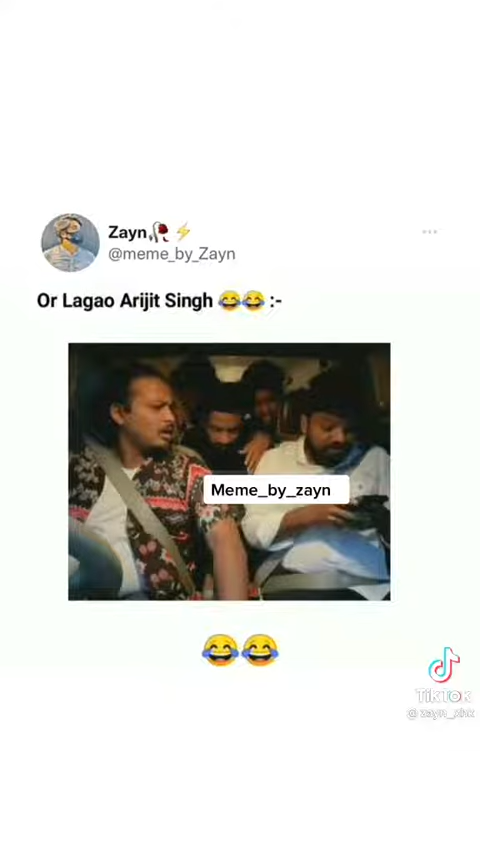 Zayn🥀⚡
@meme_by_Zayn
Or Lagao Arijit Singh 😂😂 :-
Meme_by_zayn
😂😂
TikTok